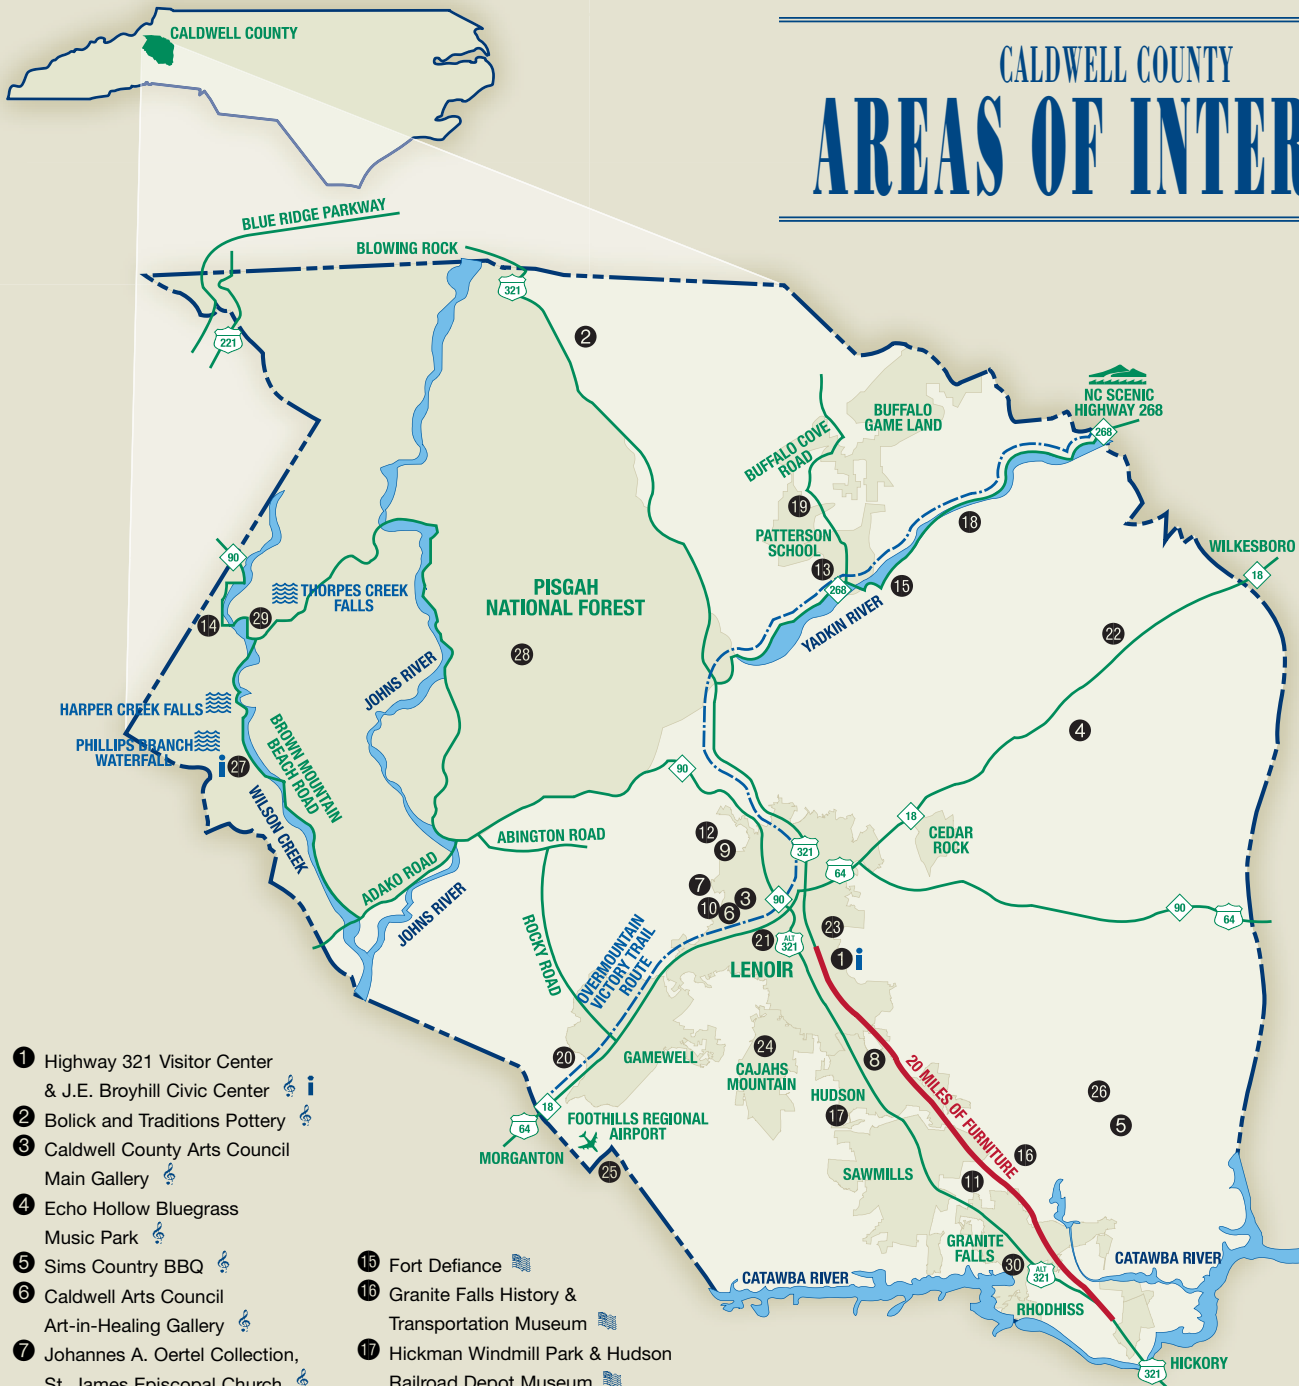 CALDWELL COUNTY
CALDWELL COUNTY
AREAS OF INTER
BLUE RIDGE PARKWAY
BLOWING ROCK
321
221
2
NC SCENIC
HIGHWAY 268
268
BUFFALO
GAME LAND
BUFFALO COVE
ROAD
19
18
PATTERSON
SCHOOL
13
268
15
YADKIN RIVER
WILKESBORO
18
22
4
90
THORPES CREEK
FALLS
14
29
PISGAH
NATIONAL FOREST
28
JOHNS RIVER
HARPER CREEK FALLS
PHILLIPS BRANCH
WATERFALL
i
27
BROWN MOUNTAIN
BEACH ROAD
WILSON CREEK
90
ABINGTON ROAD
ADAKO ROAD
JOHNS RIVER
ROCKY ROAD
OVERMOUNTAIN
VICTORY TRAIL
ROUTE
12
9
7
10
6
3
90
321
64
18
CEDAR
ROCK
90
64
21
ALT
321
23
1 i
LENOIR
20
GAMEWELL
24
CAJAHS
MOUNTAIN
8
20 MILES OF FURNITURE
HUDSON
17
26
5
18
64
MORGANTON
FOOTHILLS REGIONAL
AIRPORT
25
SAWMILLS
16
11
GRANITE
FALLS
30
ALT
321
RHODHISS
CATAWBA RIVER
CATAWBA RIVER
HICKORY
321
1 Highway 321 Visitor Center
& J.E. Broyhill Civic Center i
2 Bolick and Traditions Pottery
3 Caldwell County Arts Council
Main Gallery
4 Echo Hollow Bluegrass
Music Park
5 Sims Country BBQ
6 Caldwell Arts Council
Art-in-Healing Gallery
7 Johannes A. Oertel Collection,
St. James Episcopal Church
15 Fort Defiance
16 Granite Falls History &
Transportation Museum
17 Hickman Windmill Park & Hudson
Railroad Depot Museum